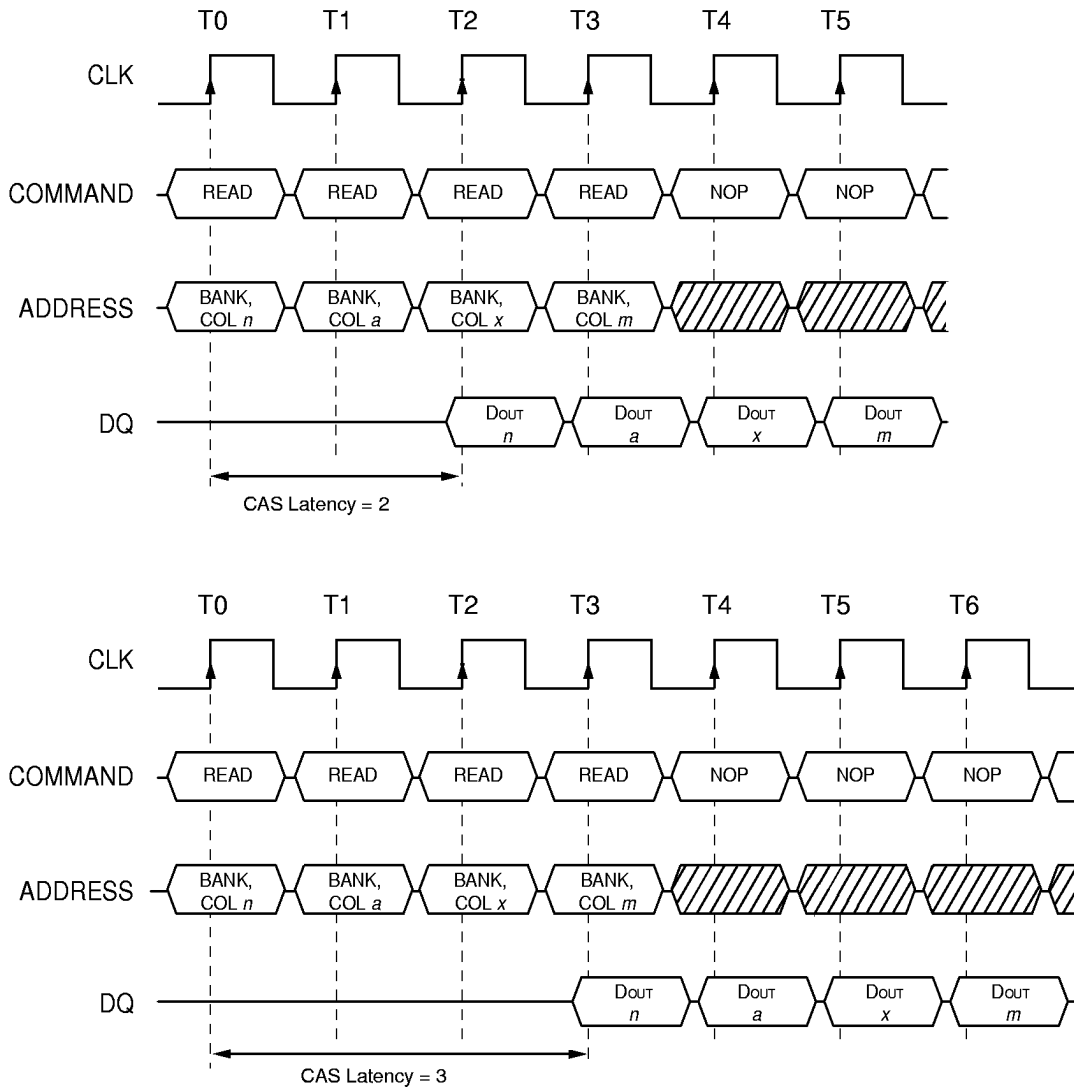 T0 T1 T2 T3 T4 T5
CLK
COMMAND READ READ READ READ NOP NOP
BANK, BANK, BANK, BANK,
ADDRESS
COL n COL a COL x COL m
DOUT DOUT DOUT DOUT
DQ
n a x m
CAS Latency = 2
T0 T1 T2 T3 T4 T5 T6
CLK
COMMAND READ READ READ READ NOP NOP NOP
BANK, BANK, BANK, BANK,
ADDRESS
COL n COL a COL x COL m
DOUT DOUT DOUT DOUT
DQ
n a x m
CAS Latency = 3